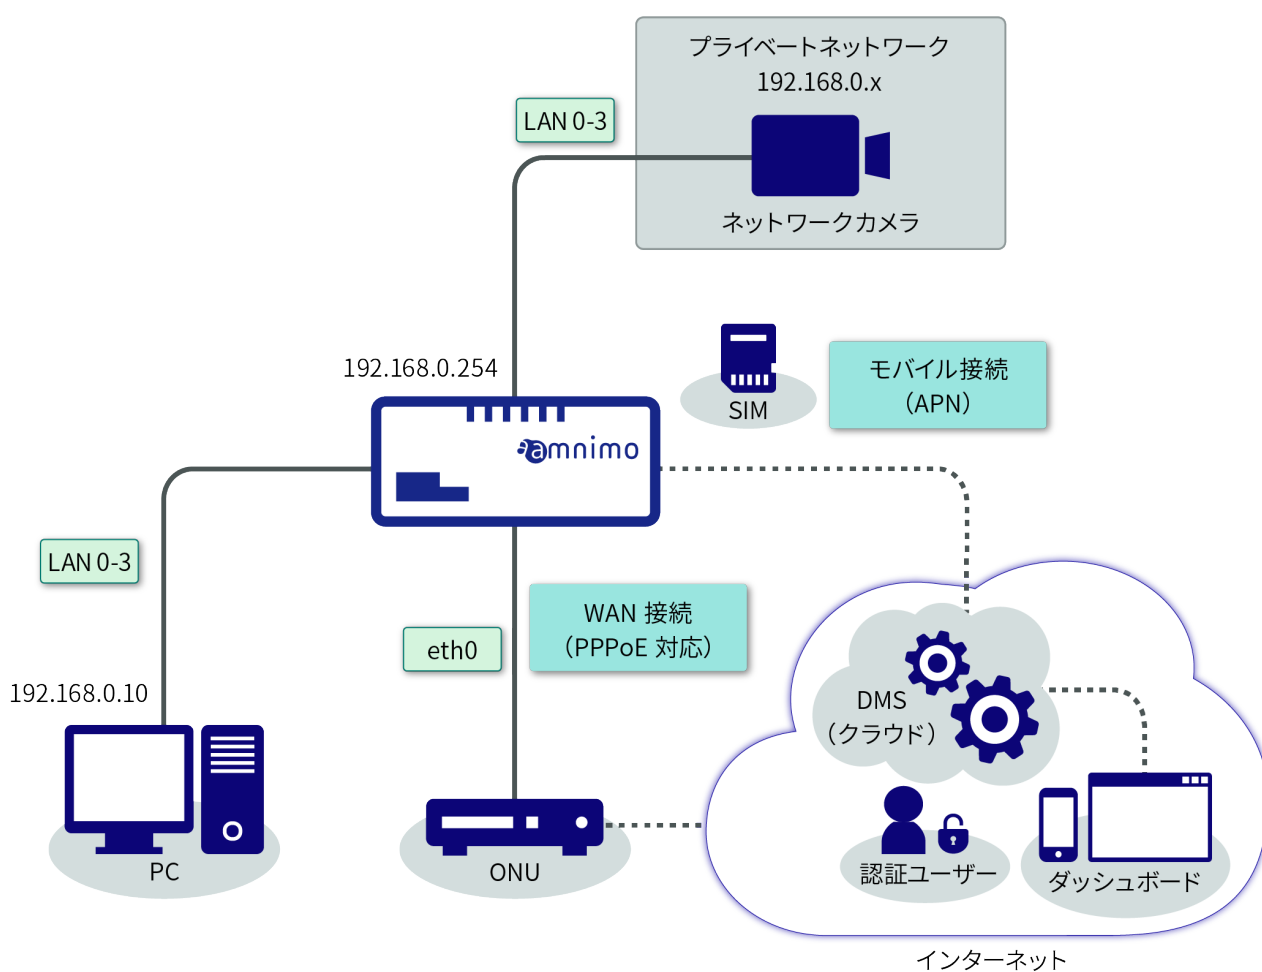 プライベートネットワーク
192.168.0.x
LAN 0-3
ネットワークカメラ
192.168.0.254
SIM
モバイル接続
（APN）
amnimo
LAN 0-3
WAN 接続
（PPPoE 対応）
eth0
192.168.0.10
DMS
（クラウド）
PC
ONU
認証ユーザー
ダッシュボード
インターネット